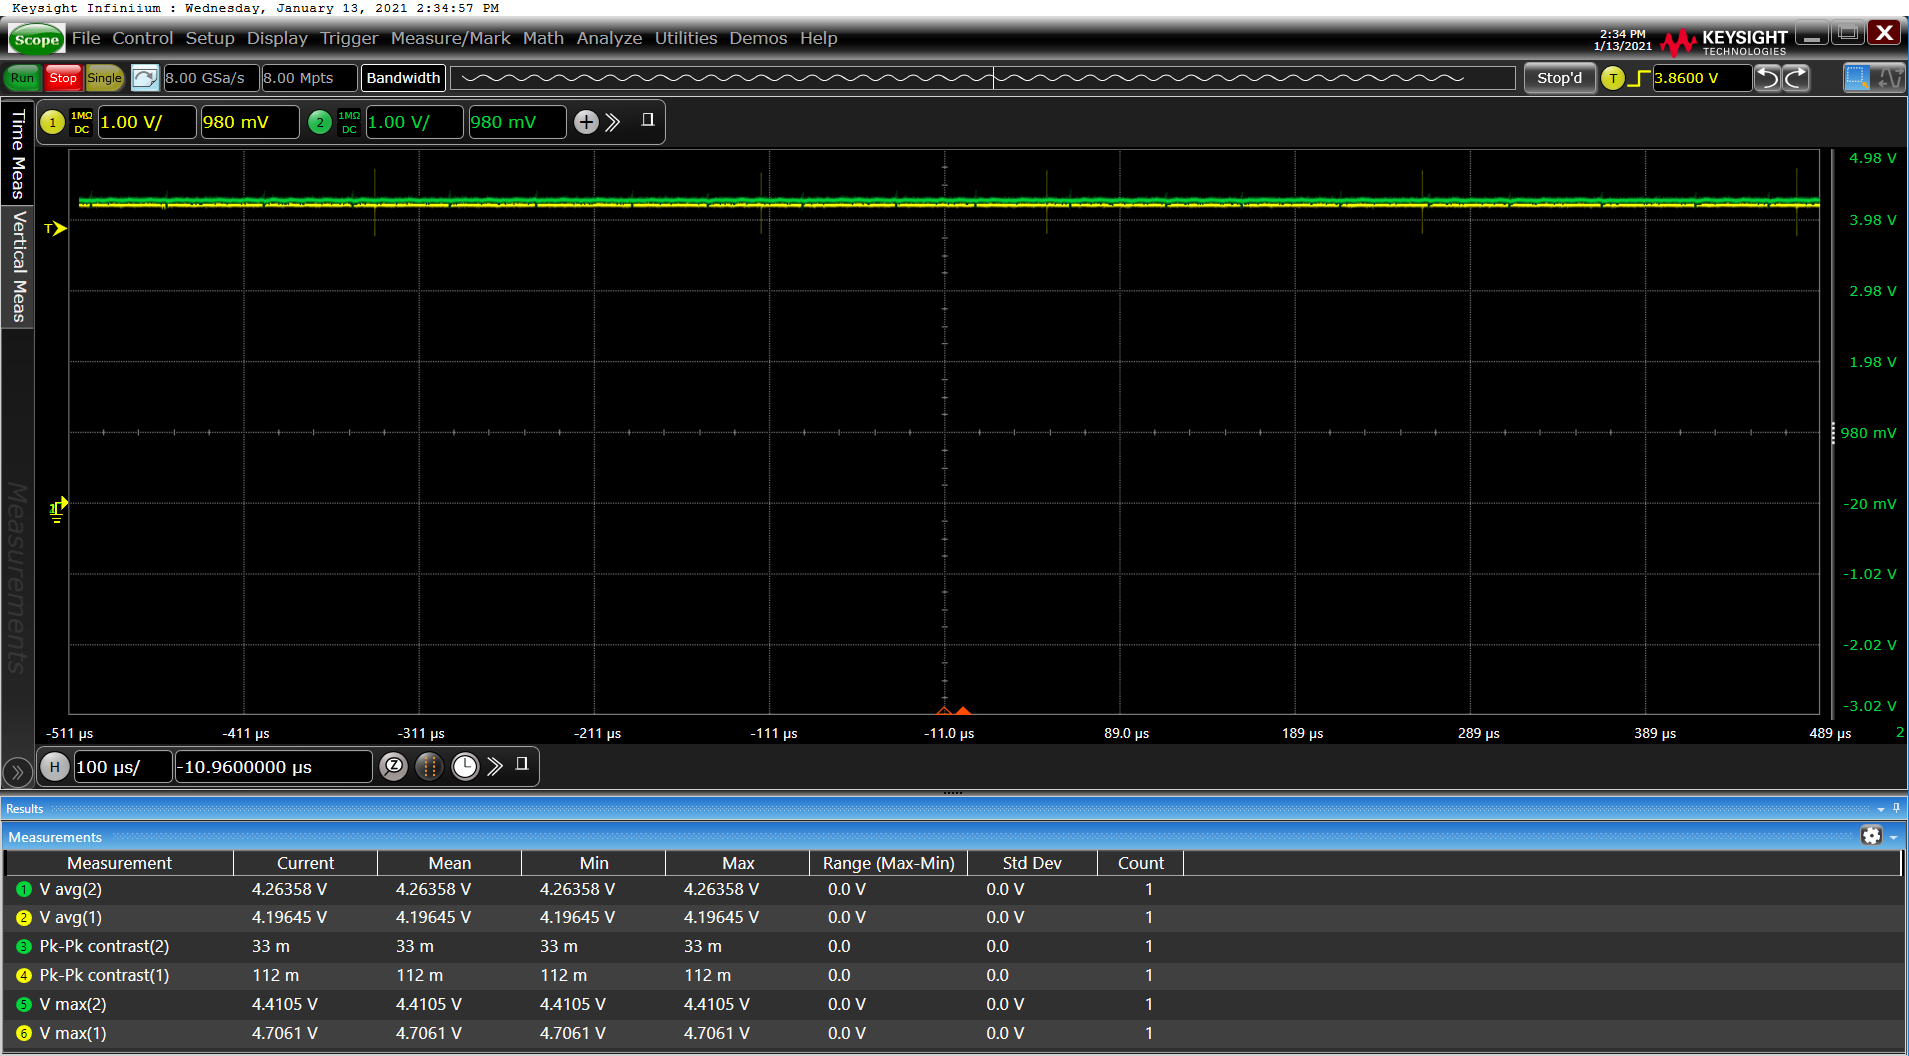 Keysight Infiniium : Wednesday, January 13, 2021 2:34:57 PM
Scope File Control Setup Display Trigger Measure/Mark Math Analyze Utilities Demos Help
2:34 PM
1/13/2021
KEYSIGHT
TECHNOLOGIES
Run Stop Single 8.00 GSa/s 8.00 Mpts Bandwidth Stop'd T 3.8600 V
1 1MΩ DC 1.00 V/ 980 mV 2 1MΩ DC 1.00 V/ 980 mV
Time Meas
Vertical Meas
Measurements
T
4.98 V
3.98 V
2.98 V
1.98 V
980 mV
-20 mV
-1.02 V
-2.02 V
-3.02 V
-511 µs -411 µs -311 µs -211 µs -111 µs -11.0 µs 89.0 µs 189 µs 289 µs 389 µs 489 µs 2
H 100 µs/ -10.9600000 µs Z
Results
Measurements
Measurement Current Mean Min Max Range (Max-Min) Std Dev Count
1 V avg(2) 4.26358 V 4.26358 V 4.26358 V 4.26358 V 0.0 V 0.0 V 1
2 V avg(1) 4.19645 V 4.19645 V 4.19645 V 4.19645 V 0.0 V 0.0 V 1
3 Pk-Pk contrast(2) 33 m 33 m 33 m 33 m 0.0 0.0 1
4 Pk-Pk contrast(1) 112 m 112 m 112 m 112 m 0.0 0.0 1
5 V max(2) 4.4105 V 4.4105 V 4.4105 V 4.4105 V 0.0 V 0.0 V 1
6 V max(1) 4.7061 V 4.7061 V 4.7061 V 4.7061 V 0.0 V 0.0 V 1